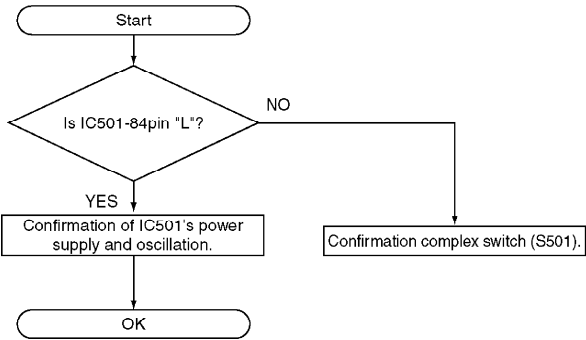 Start
Is IC501-84pin "L"?
NO
YES
Confirmation of IC501's power
supply and oscillation.
Confirmation complex switch (S501).
OK